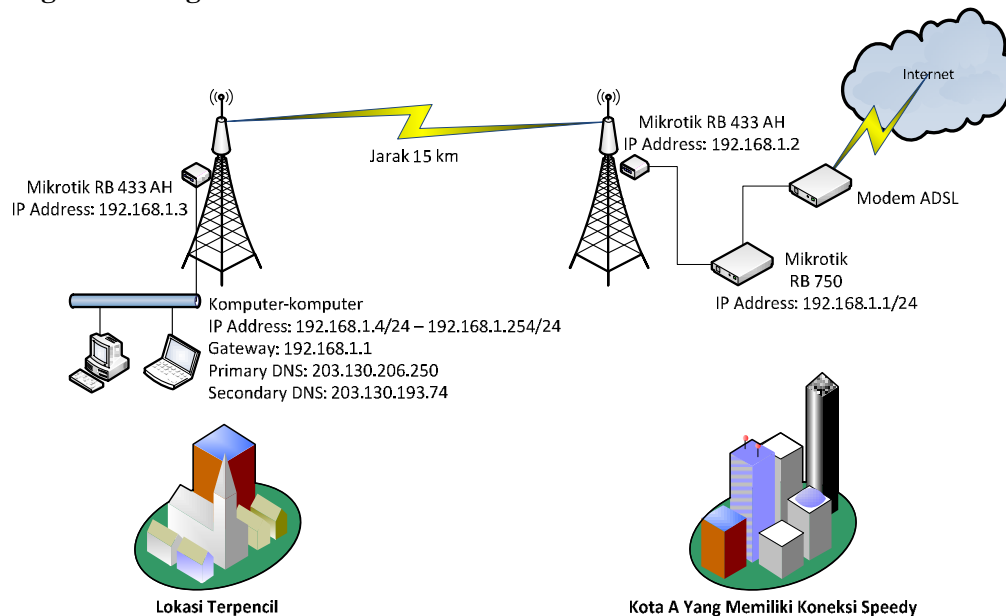 Internet
Mikrotik RB 433 AH
IP Address: 192.168.1.2
Jarak 15 km
Mikrotik RB 433 AH
IP Address: 192.168.1.3
Modem ADSL
Mikrotik
RB 750
IP Address: 192.168.1.1/24
Komputer-komputer
IP Address: 192.168.1.4/24 – 192.168.1.254/24
Gateway: 192.168.1.1
Primary DNS: 203.130.206.250
Secondary DNS: 203.130.193.74
Lokasi Terpencil
Kota A Yang Memiliki Koneksi Speedy